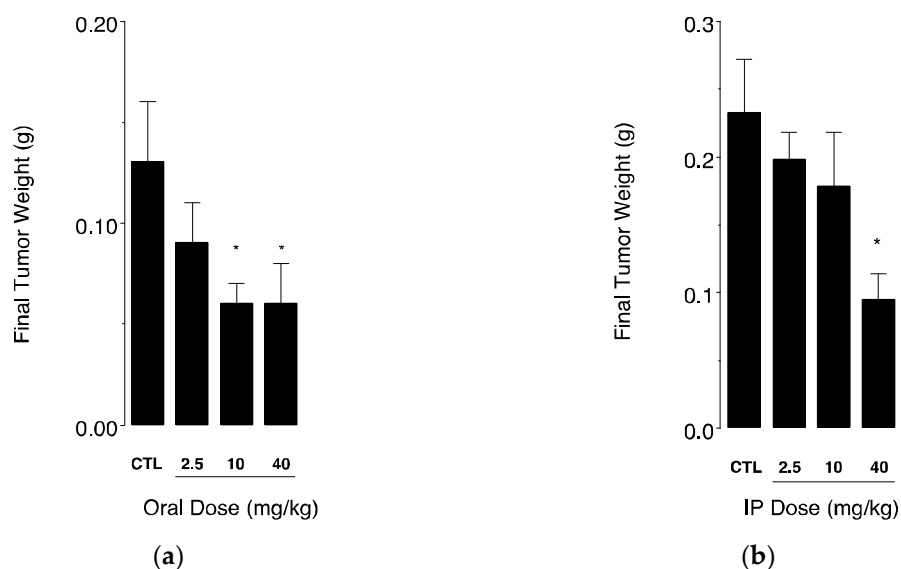 0.20
0.10
0.00
Final Tumor Weight (g)
*
*
CTL
2.5
10
40
Oral Dose (mg/kg)
(a)
0.3
0.2
0.1
0.0
Final Tumor Weight (g)
*
CTL
2.5
10
40
IP Dose (mg/kg)
(b)